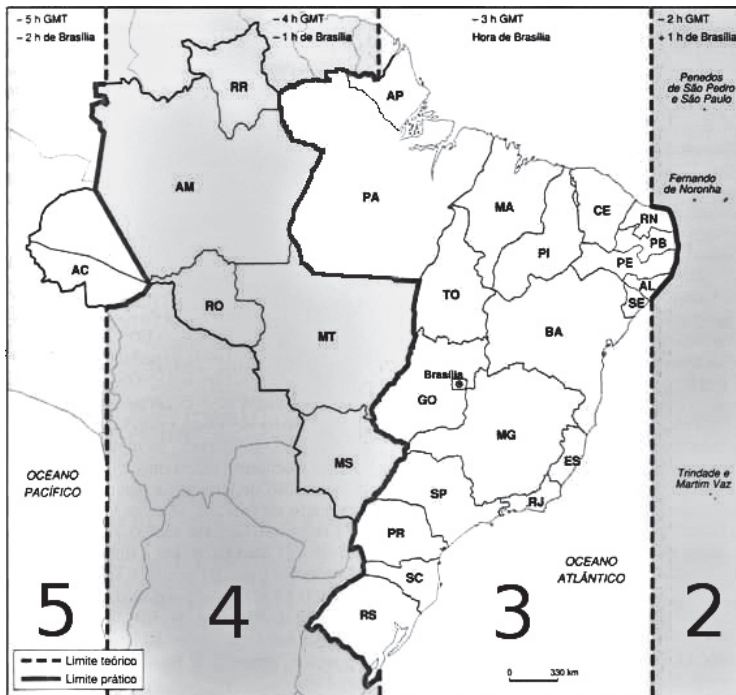 – 5 h GMT
– 2 h de Brasília
– 4 h GMT
– 1 h de Brasília
– 3 h GMT
Hora de Brasília
– 2 h GMT
+ 1 h de Brasília
Penedos
de São Pedro
e São Paulo
RR
AP
Fernando
de Noronha
AM
PA
MA
CE
RN
PB
PI
PE
AC
AL
TO
SE
RO
BA
MT
Brasília
GO
MG
MS
ES
OCEANO
PACÍFICO
SP
RJ
Trindade e
Martim Vaz
PR
SC
OCEANO
ATLÂNTICO
RS
5
4
3
2
Limite teórico
Limite prático
0 330 km